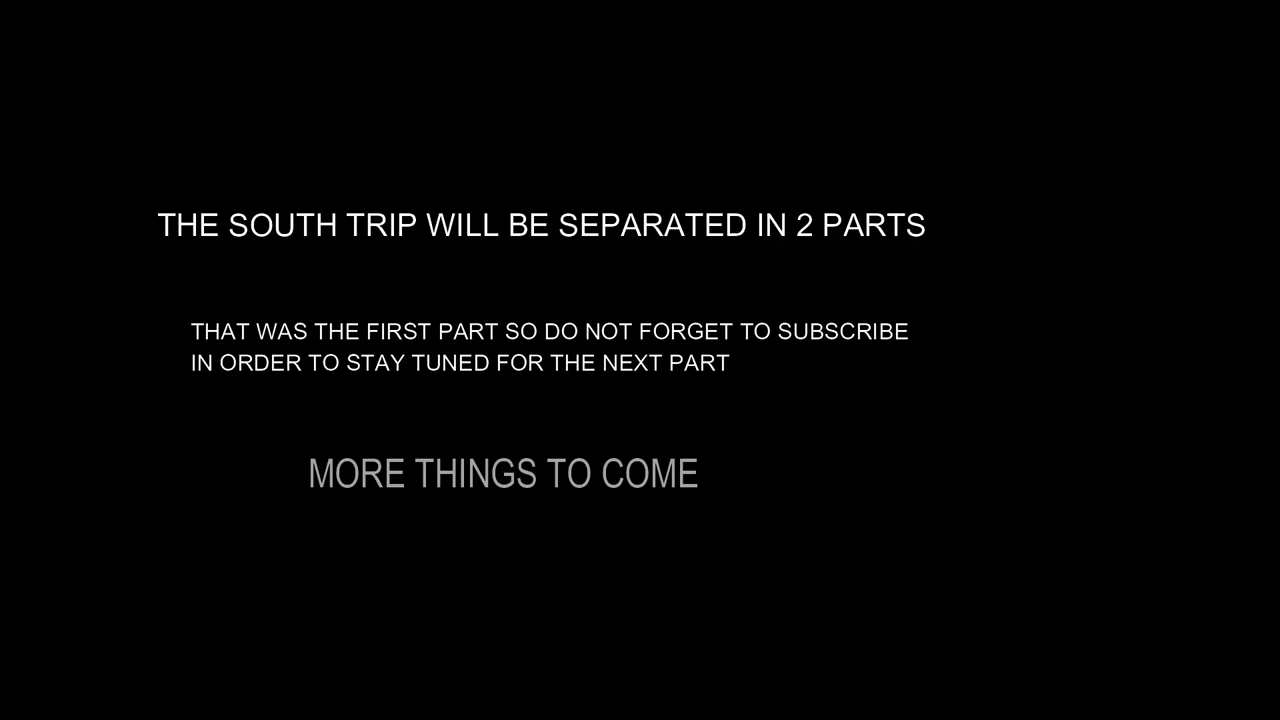 THE SOUTH TRIP WILL BE SEPARATED IN 2 PARTS
THAT WAS THE FIRST PART SO DO NOT FORGET TO SUBSCRIBE
IN ORDER TO STAY TUNED FOR THE NEXT PART
MORE THINGS TO COME